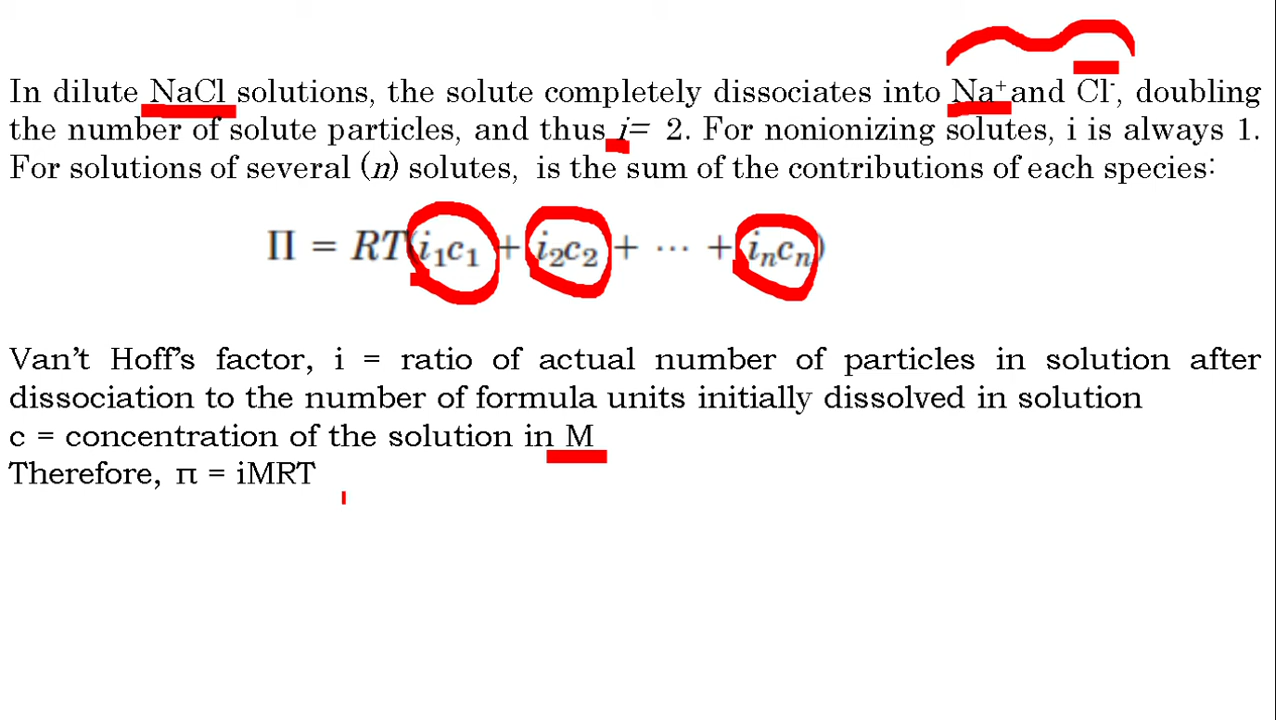 In dilute NaCl solutions, the solute completely dissociates into Na⁺and Cl⁻, doubling
the number of solute particles, and thus i= 2. For nonionizing solutes, i is always 1.
For solutions of several (n) solutes, is the sum of the contributions of each species:
Π = RT(i₁c₁ + i₂c₂ + ··· + iₙcₙ)
Van't Hoff's factor, i = ratio of actual number of particles in solution after
dissociation to the number of formula units initially dissolved in solution
c = concentration of the solution in M
Therefore, π = iMRT